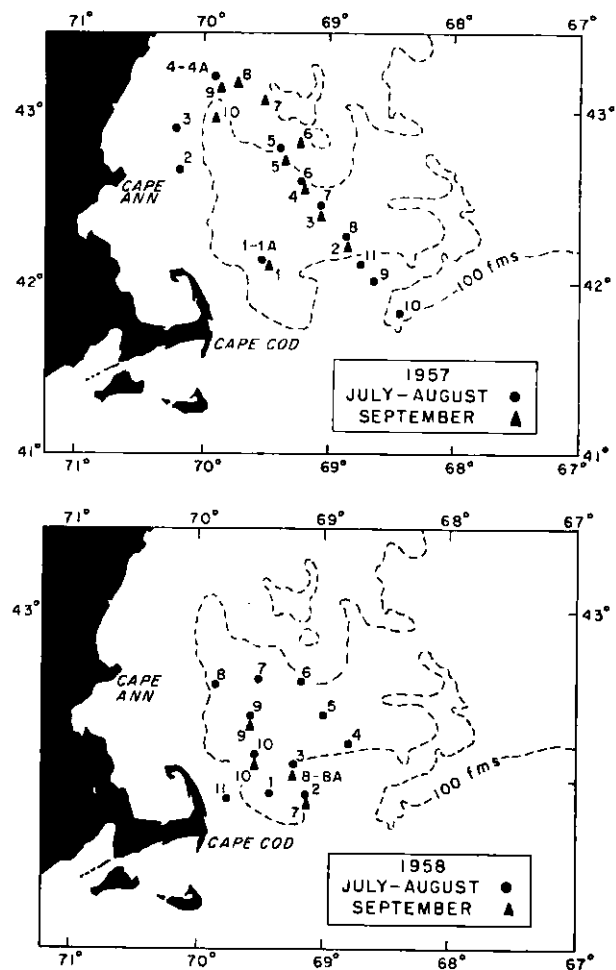 71° 70° 69° 68° 67°
4-4A
8
9
7
43° 43°
10
3
6
5
5
2
6
4
CAPE
ANN
7
3
8
2
1-1A
11
1
9
42° 42°
100 fms
10
CAPE COD
1957
JULY-AUGUST
SEPTEMBER
41° 41°
71° 70° 69° 68° 67°
71° 70° 69° 68° 67°
43° 43°
7
6
8
CAPE
ANN
9
5
9
4
10
3
10
8-8A
1
2
11
7
100 fms
CAPE COD
1958
JULY-AUGUST
SEPTEMBER
71° 70° 69° 68° 67°